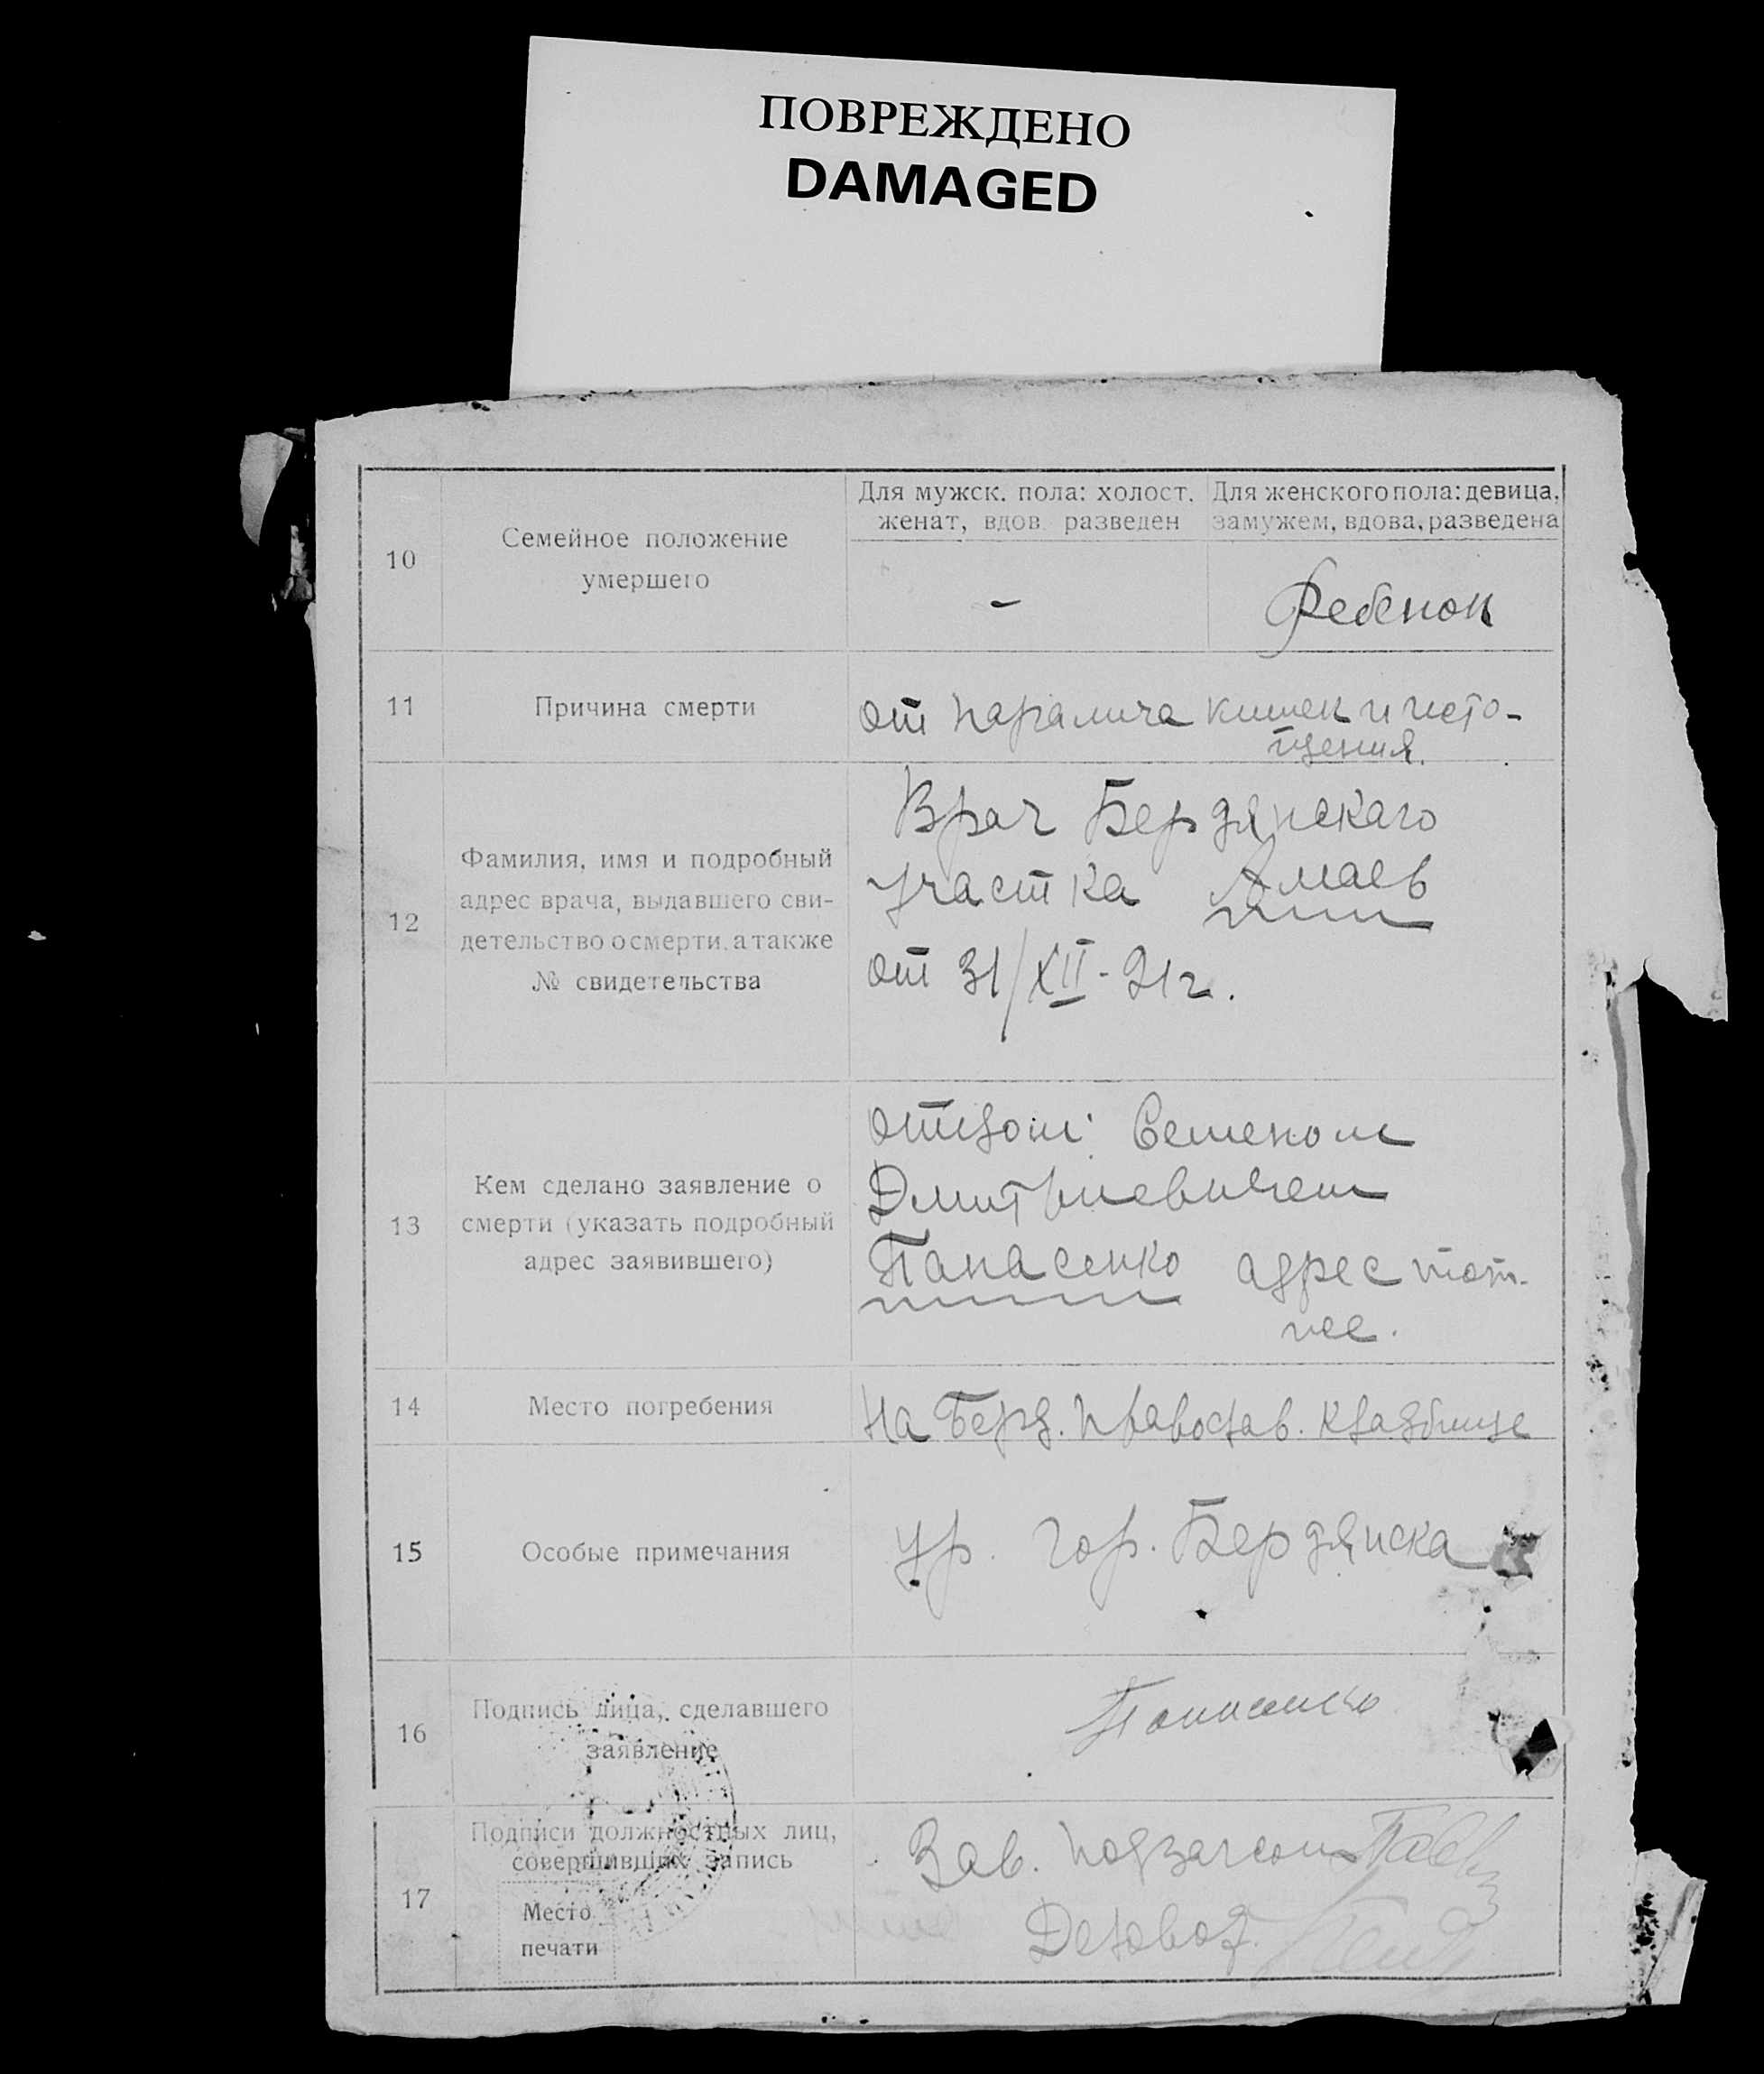 ПОВРЕЖДЕНО
DAMAGED
10
Семейное положение
умершего
Для мужск. пола: холост.
женат, вдов. разведен
Для женского пола: девица,
замужем, вдова, разведена
–
Ребенок
11
Причина смерти
от паралича кишек и исто-
щения.
12
Фамилия, имя и подробный
адрес врача, выдавшего сви-
детельство о смерти, а также
№ свидетельства
Врач Бердянскаго
участка
от 31/XII-21г.
13
Кем сделано заявление о
смерти (указать подробный
адрес заявившего)
отцом: Семеном
Дмитриевичем
Панасенко адрес тот-
же.
14
Место погребения
На Берд. православ. кладбище
15
Особые примечания
гр. гор. Бердянска
16
Подпись лица, сделавшего
заявление
Панасенко
17
Подписи должностных лиц,
совершивших запись
Место
печати
Зав. подзагсом
Деловод.